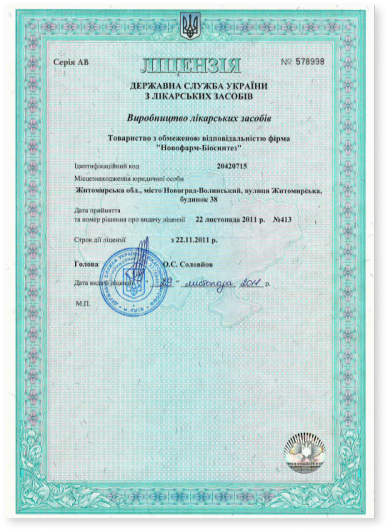 Серія АВ
ЛІЦЕНЗІЯ
№ 578998
ДЕРЖАВНА СЛУЖБА УКРАЇНИ
З ЛІКАРСЬКИХ ЗАСОБІВ
Виробництво лікарських засобів
Товариство з обмеженою відповідальністю фірма
"Новофарм-Біосинтез"
Ідентифікаційний код 20420715
Місцезнаходження юридичної особи
Житомирська обл., місто Новоград-Волинський, вулиця Житомирська,
будинок 38
Дата прийняття
та номер рішення про видачу ліцензії 22 листопада 2011 р. №413
Строк дії ліцензії з 22.11.2011 р.
Голова О.С. Соловйов
Дата видачі ліцензії листопада 2011 р.
М.П.